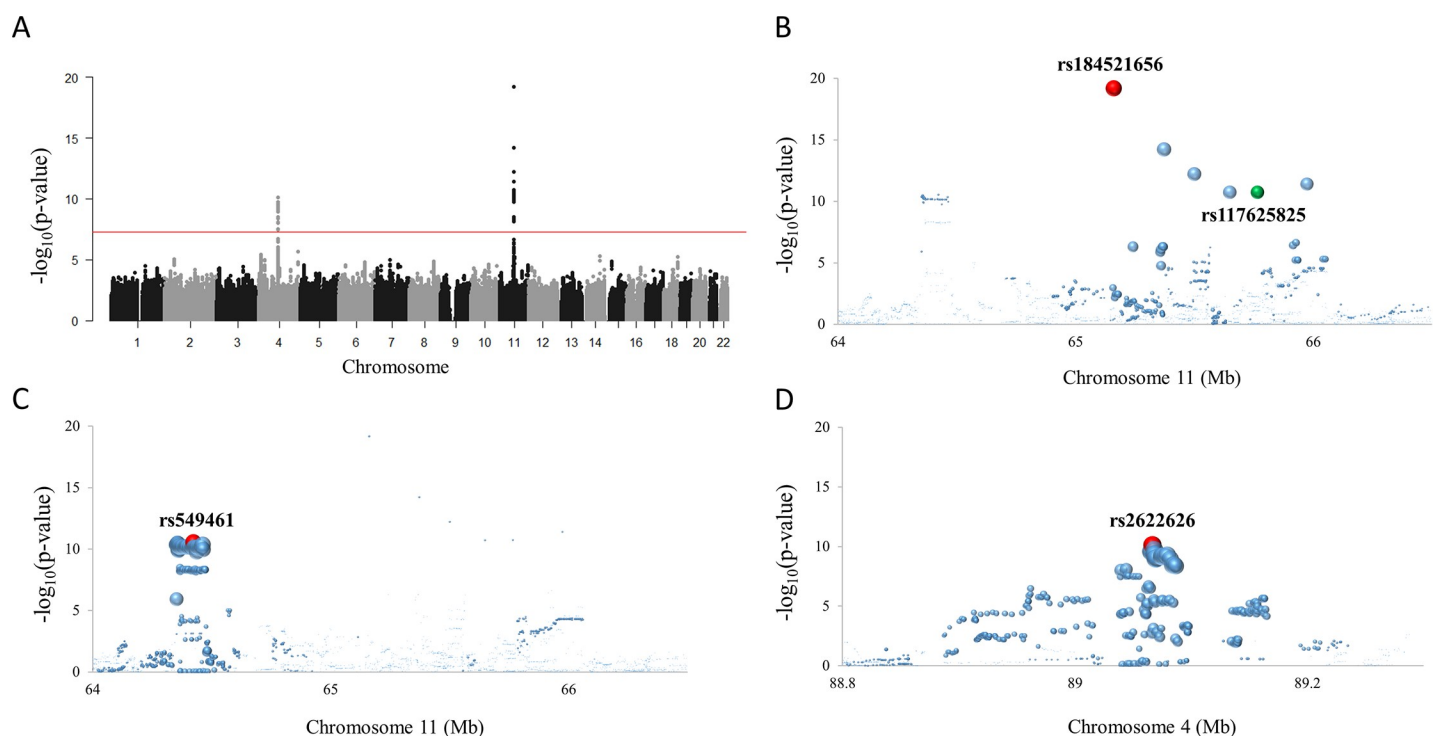 A
20
15
10
5
0
-log10(p-value)
1 2 3 4 5 6 7 8 9 10 11 12 13 14 15 16 18 20 22
Chromosome
B
rs184521656
rs117625825
20
15
10
5
0
-log10(p-value)
64 65 66
Chromosome 11 (Mb)
C
rs549461
20
15
10
5
0
-log10(p-value)
64 65 66
Chromosome 11 (Mb)
D
rs2622626
20
15
10
5
0
-log10(p-value)
88.8 89 89.2
Chromosome 4 (Mb)